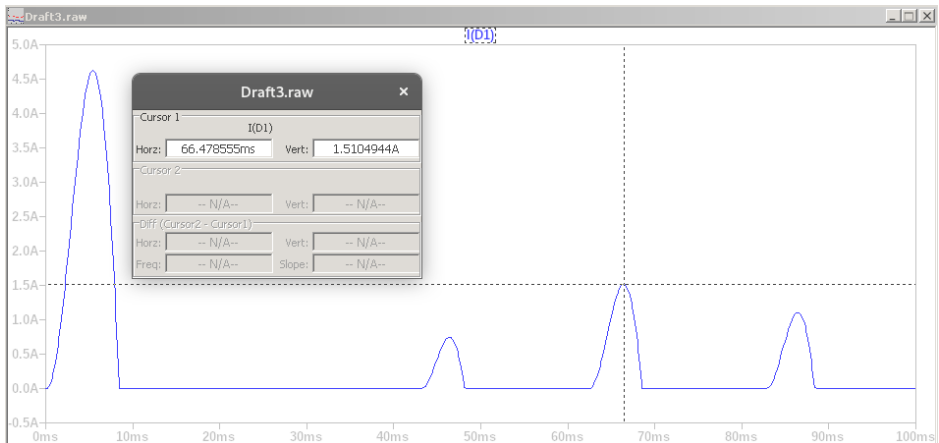 Draft3.raw
I(D1)
5.0A
4.5A
4.0A
3.5A
3.0A
2.5A
2.0A
1.5A
1.0A
0.5A
0.0A
-0.5A
Draft3.raw ×
Cursor 1
I(D1)
Horz: 66.478555ms Vert: 1.5104944A
Cursor 2
Horz: -- N/A-- Vert: -- N/A--
Diff (Cursor2 - Cursor1)
Horz: -- N/A-- Vert: -- N/A--
Freq: -- N/A-- Slope: -- N/A--
0ms 10ms 20ms 30ms 40ms 50ms 60ms 70ms 80ms 90ms 100ms